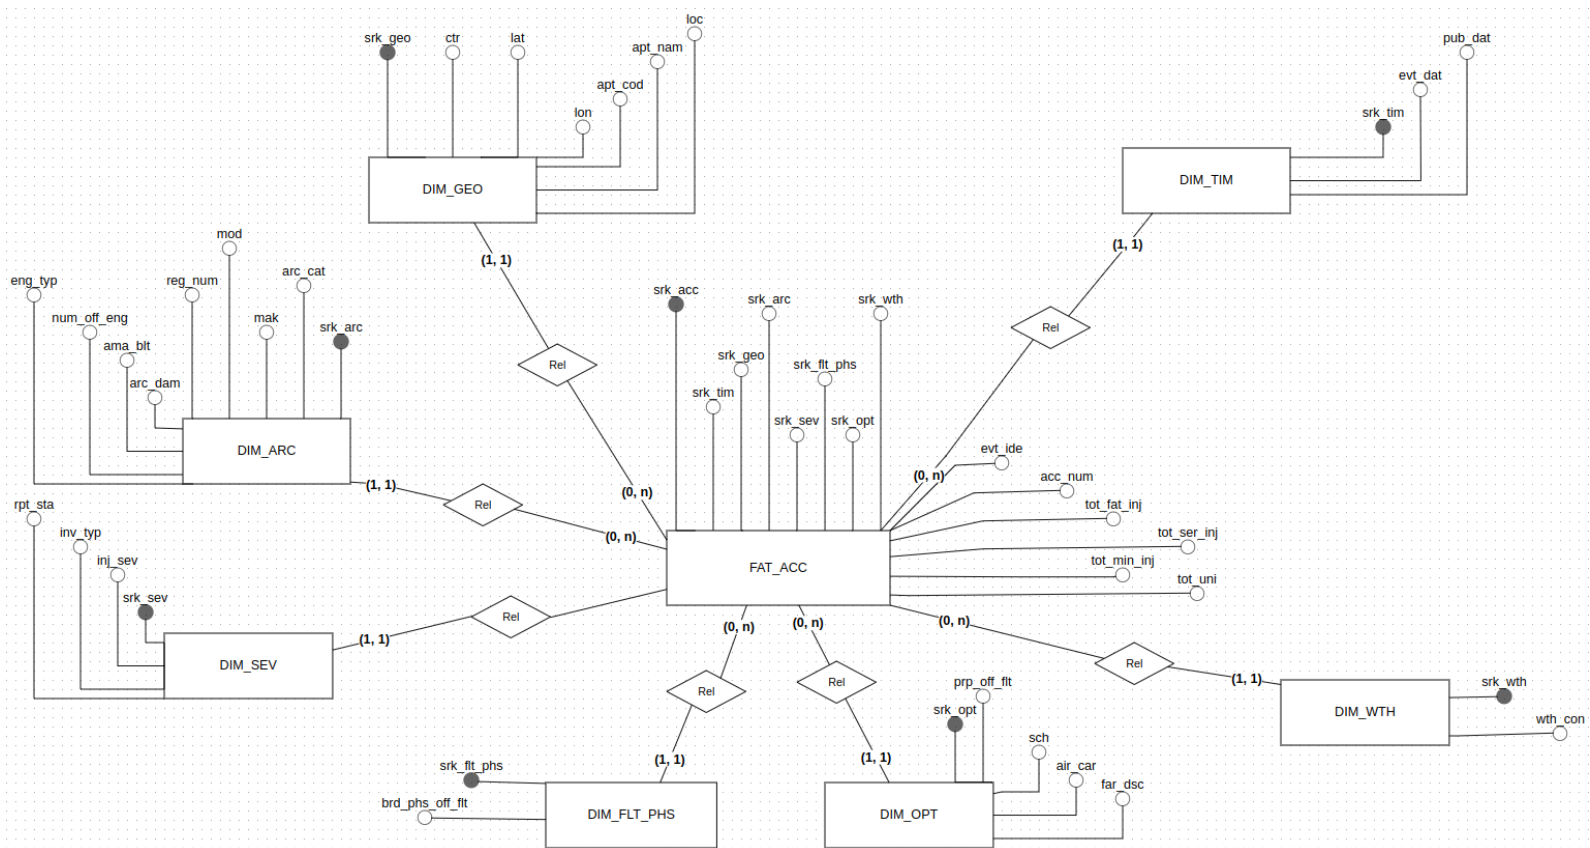 loc
srk_geo
ctr
lat
pub_dat
apt_nam
evt_dat
apt_cod
lon
srk_tim
DIM_GEO
DIM_TIM
mod
(1, 1)
(1, 1)
arc_cat
eng_typ
reg_num
srk_acc
srk_arc
srk_wth
num_off_eng
mak
srk_arc
Rel
ama_blt
srk_geo
srk_flt_phs
Rel
arc_dam
srk_tim
srk_sev
srk_opt
DIM_ARC
evt_ide
(0, n)
acc_num
(1, 1)
(0, n)
rpt_sta
Rel
tot_fat_inj
inv_typ
(0, n)
tot_ser_inj
inj_sev
FAT_ACC
tot_min_inj
tot_uni
srk_sev
Rel
(0, n)
(0, n)
(0, n)
(1, 1)
DIM_SEV
Rel
(1, 1)
Rel
Rel
prp_off_flt
srk_wth
srk_opt
DIM_WTH
wth_con
sch
(1, 1)
(1, 1)
srk_flt_phs
air_car
far_dsc
brd_phs_off_flt
DIM_FLT_PHS
DIM_OPT